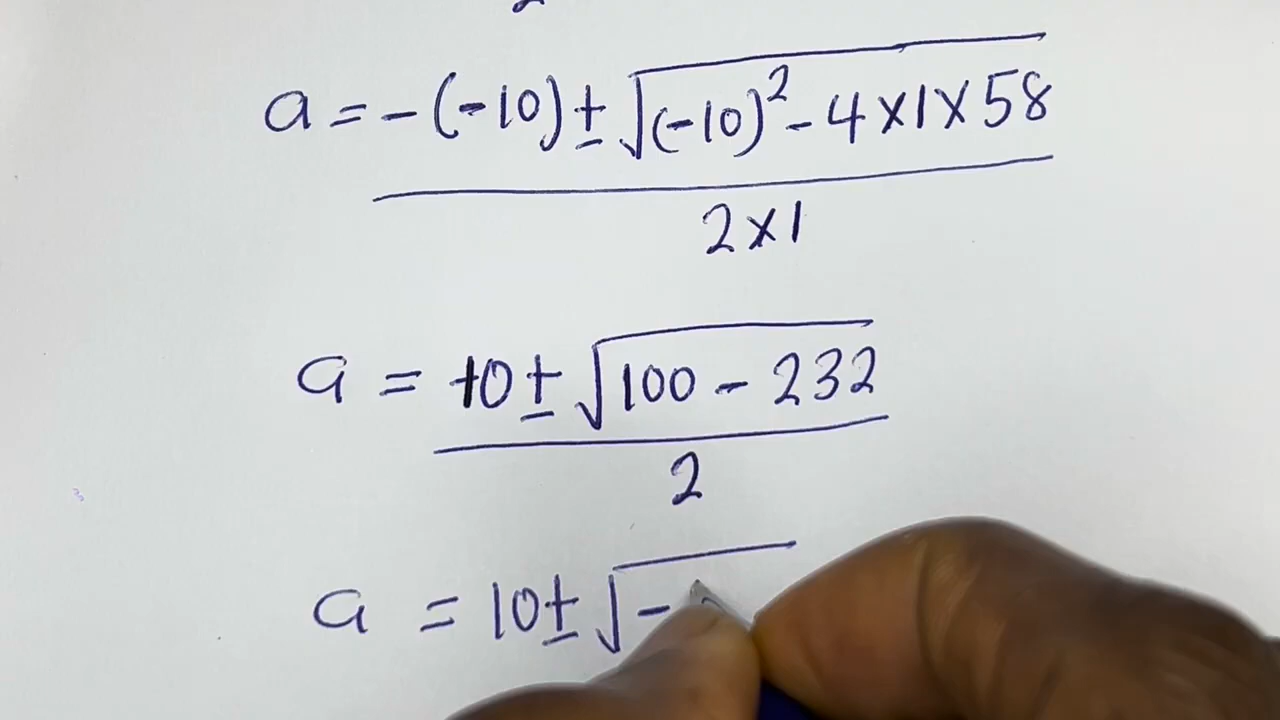 a = -(-10) ± √(-10)² - 4×1×58
2×1
a = 10 ± √100 - 232
2
a = 10 ± √-